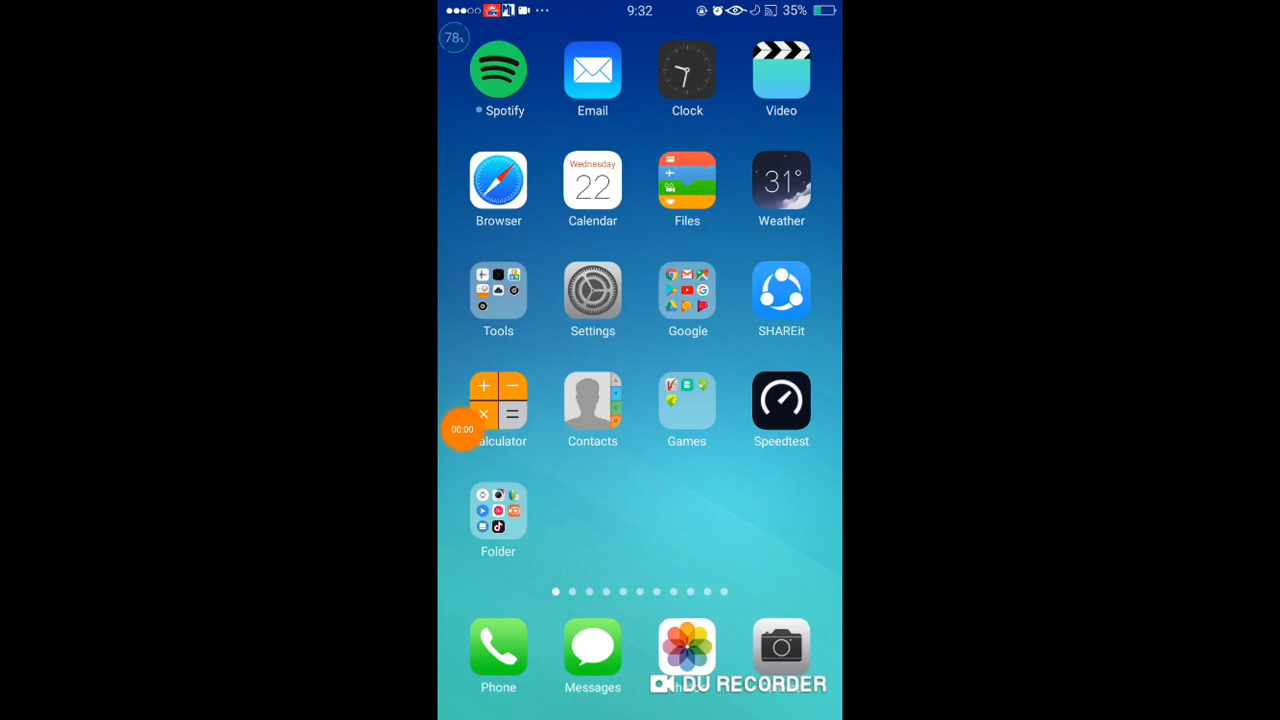 9:32
35%
78%
Spotify
Email
Clock
Video
Wednesday
22
31°
Browser
Calendar
Files
Weather
Tools
Settings
Google
SHAREit
00:00
alculator
Contacts
Games
Speedtest
Folder
Phone
Messages
DU RECORDER